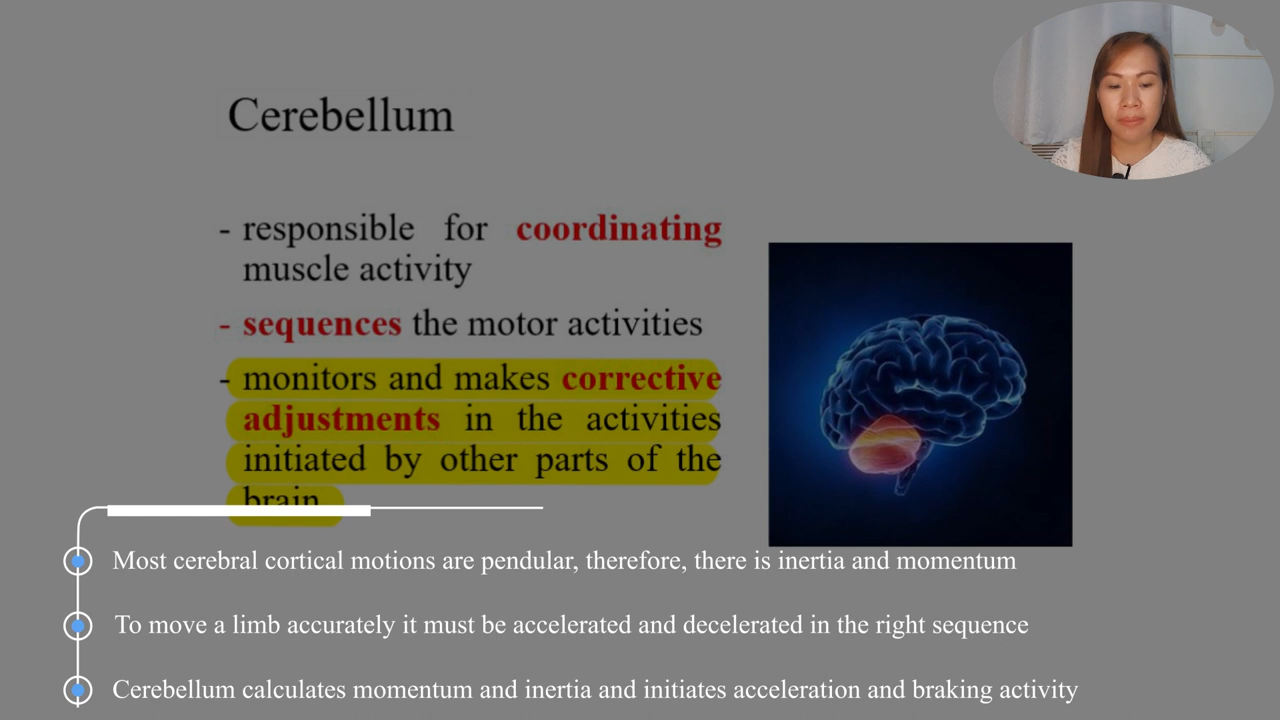 Cerebellum
- responsible for coordinating
muscle activity
- sequences the motor activities
- monitors and makes corrective
adjustments in the activities
initiated by other parts of the
brain
Most cerebral cortical motions are pendular, therefore, there is inertia and momentum
To move a limb accurately it must be accelerated and decelerated in the right sequence
Cerebellum calculates momentum and inertia and initiates acceleration and braking activity